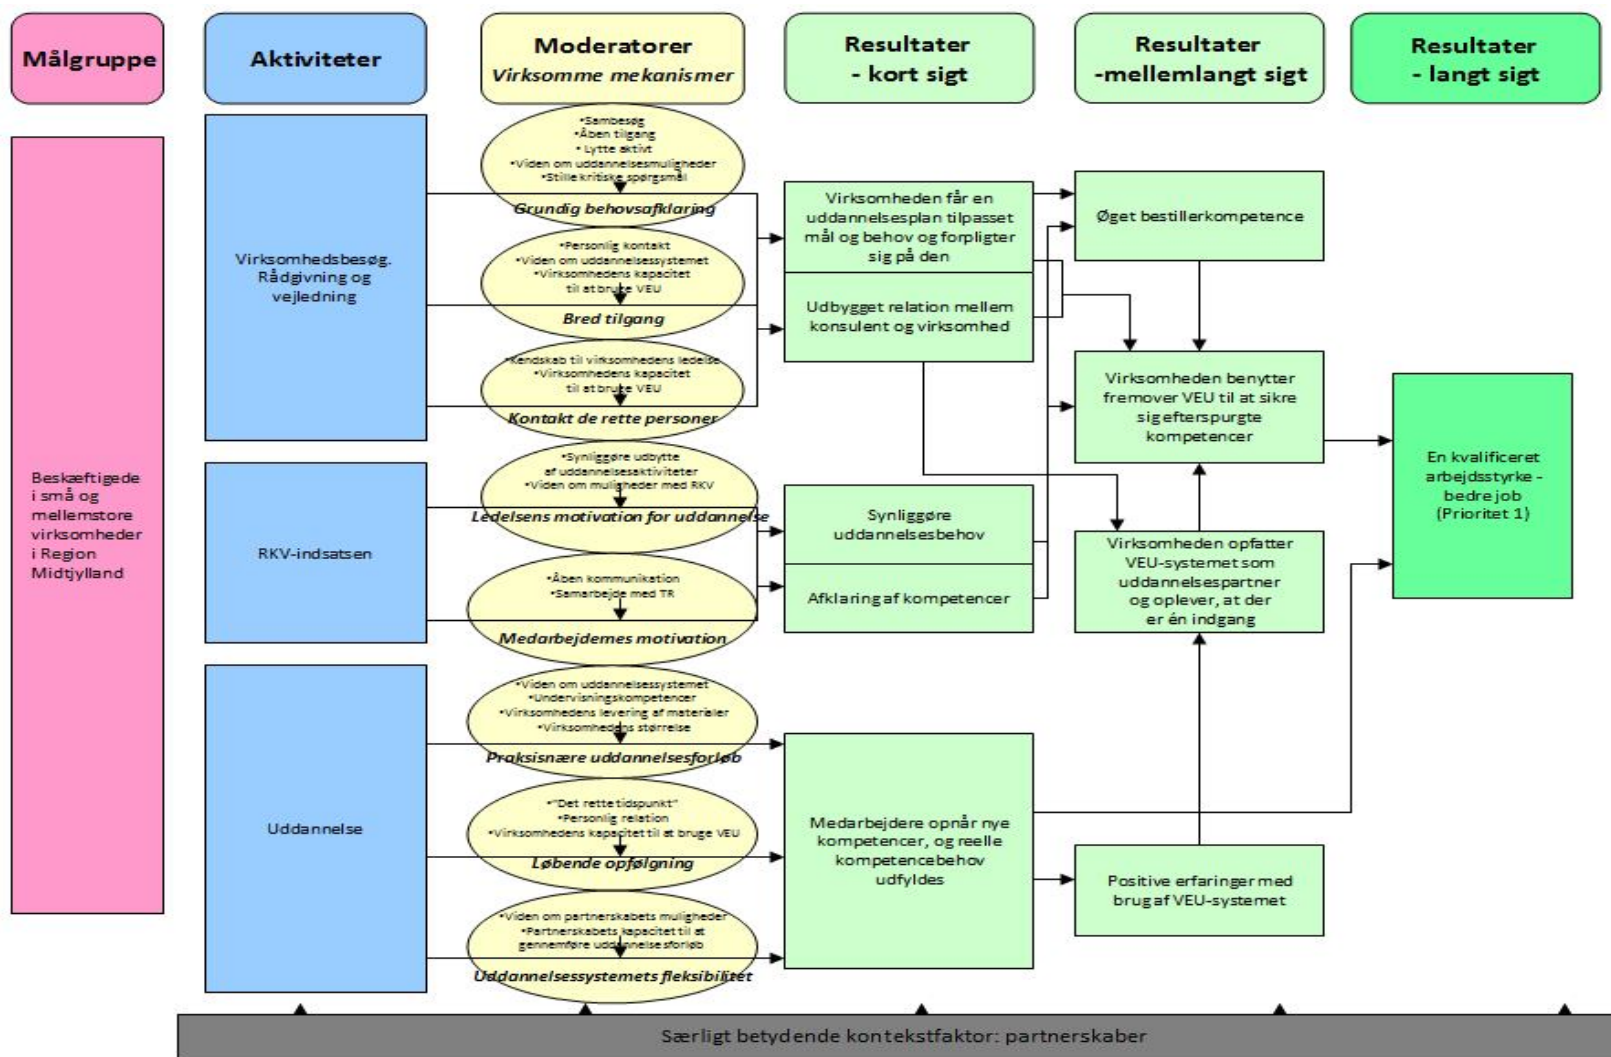 Målgruppe
Aktiviteter
Moderatorer
Virksomme mekanismer
Resultater
- kort sigt
Resultater
-mellemlangt sigt
Resultater
- langt sigt
Beskæftigede
i små og
mellemstore
virksomheder
i Region
Midtjylland
Virksomhedsbesøg.
Rådgivning og
vejledning
RKV-indsatsen
Uddannelse
•Sambesøg
•Åben tilgang
• Lytte aktivt
•Viden om uddannelsesmuligheder
•Stille kritiske spørgsmål
Grundig behovsafklaring
•Personlig kontakt
•Viden om uddannelsessystemet
•Virksomhedens kapacitet
til at bruge VEU
Bred tilgang
•Kendskab til virksomhedens ledelse
•Virksomhedens kapacitet
til at bruge VEU
Kontakt de rette personer
•Synliggøre udbytte
af uddannelsesaktiviteter
•Viden om muligheder med RKV
Ledelsens motivation for uddannelse
•Åben kommunikation
•Samarbejde med TR
Medarbejdernes motivation
•Viden om uddannelsessystemet
•Undervisningskompetencer
•Virksomhedens levering af materialer
•Virksomhedens størrelse
Praksisnære uddannelsesforløb
•"Det rette tidspunkt"
•Personlig relation
•Virksomhedens kapacitet til at bruge VEU
Løbende opfølgning
•Viden om partnerskabets muligheder
•Partnerskabets kapacitet til at
gennemføre uddannelsesforløb
Uddannelsessystemets fleksibilitet
Virksomheden får en
uddannelsesplan tilpasset
mål og behov og forpligter
sig på den
Udbygget relation mellem
konsulent og virksomhed
Synliggøre
uddannelsesbehov
Afklaring af kompetencer
Medarbejdere opnår nye
kompetencer, og reelle
kompetencebehov
udfyldes
Øget bestillerkompetence
Virksomheden benytter
fremover VEU til at sikre
sig efterspurgte
kompetencer
Virksomheden opfatter
VEU-systemet som
uddannelsespartner
og oplever, at der
er én indgang
Positive erfaringer med
brug af VEU-systemet
En kvalificeret
arbejdsstyrke -
bedre job
(Prioritet 1)
Særligt betydende kontekstfaktor: partnerskaber